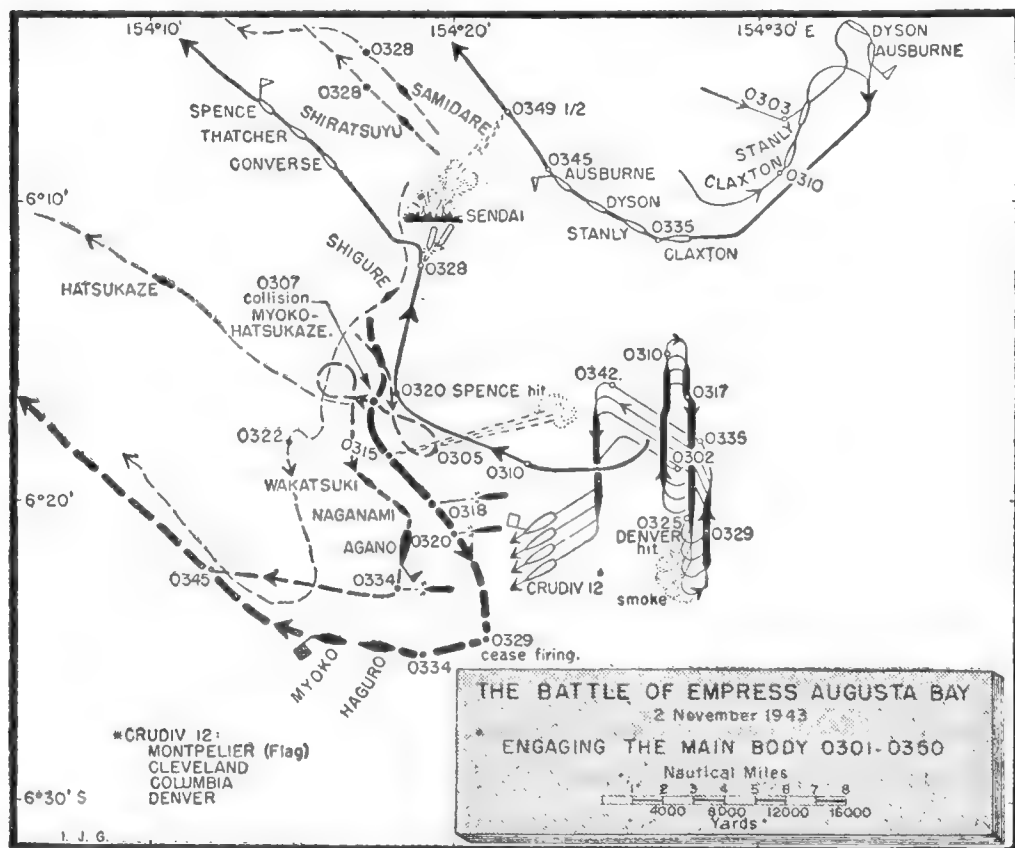 154°10'
154°20'
154°30' E
DYSON
AUSBURNE
0328
0328
SAMIDARE
SHIRATSUYU
SPENCE
THATCHER
CONVERSE
0349 1/2
0303
STANLY
CLAXTON
0310
0345
AUSBURNE
DYSON
STANLY
0335
CLAXTON
6°10'
SENDAI
SHIGURE
0328
HATSUKAZE
0307
collision
MYOKO-
HATSUKAZE.
0310
0342
0317
0320 SPENCE hit
0335
0322
0315
0305
0310
0302
WAKATSUKI
6°20'
NAGANAMI
0318
0325
DENVER
hit
0329
AGANO
0320
0345
0334
CRUDIV 12*
smoke
0329
cease firing.
MYOKO
HAGURO
0334
THE BATTLE OF EMPRESS AUGUSTA BAY
2 November 1943
ENGAGING THE MAIN BODY 0301-0350
Nautical Miles
1 2 3 4 5 6 7 8
4000 8000 12000 16000
Yards
*CRUDIV 12:
MONTPELIER (Flag)
CLEVELAND
COLUMBIA
DENVER
6°30' S
I. J. G.